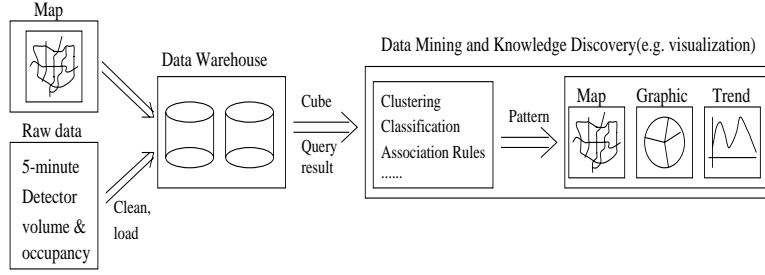 Map
Raw data
5-minute
Detector
volume &
occupancy
Clean,
load
Data Warehouse
Cube
Query
result
Data Mining and Knowledge Discovery(e.g. visualization)
Clustering
Classification
Association Rules
......
Pattern
Map
Graphic
Trend